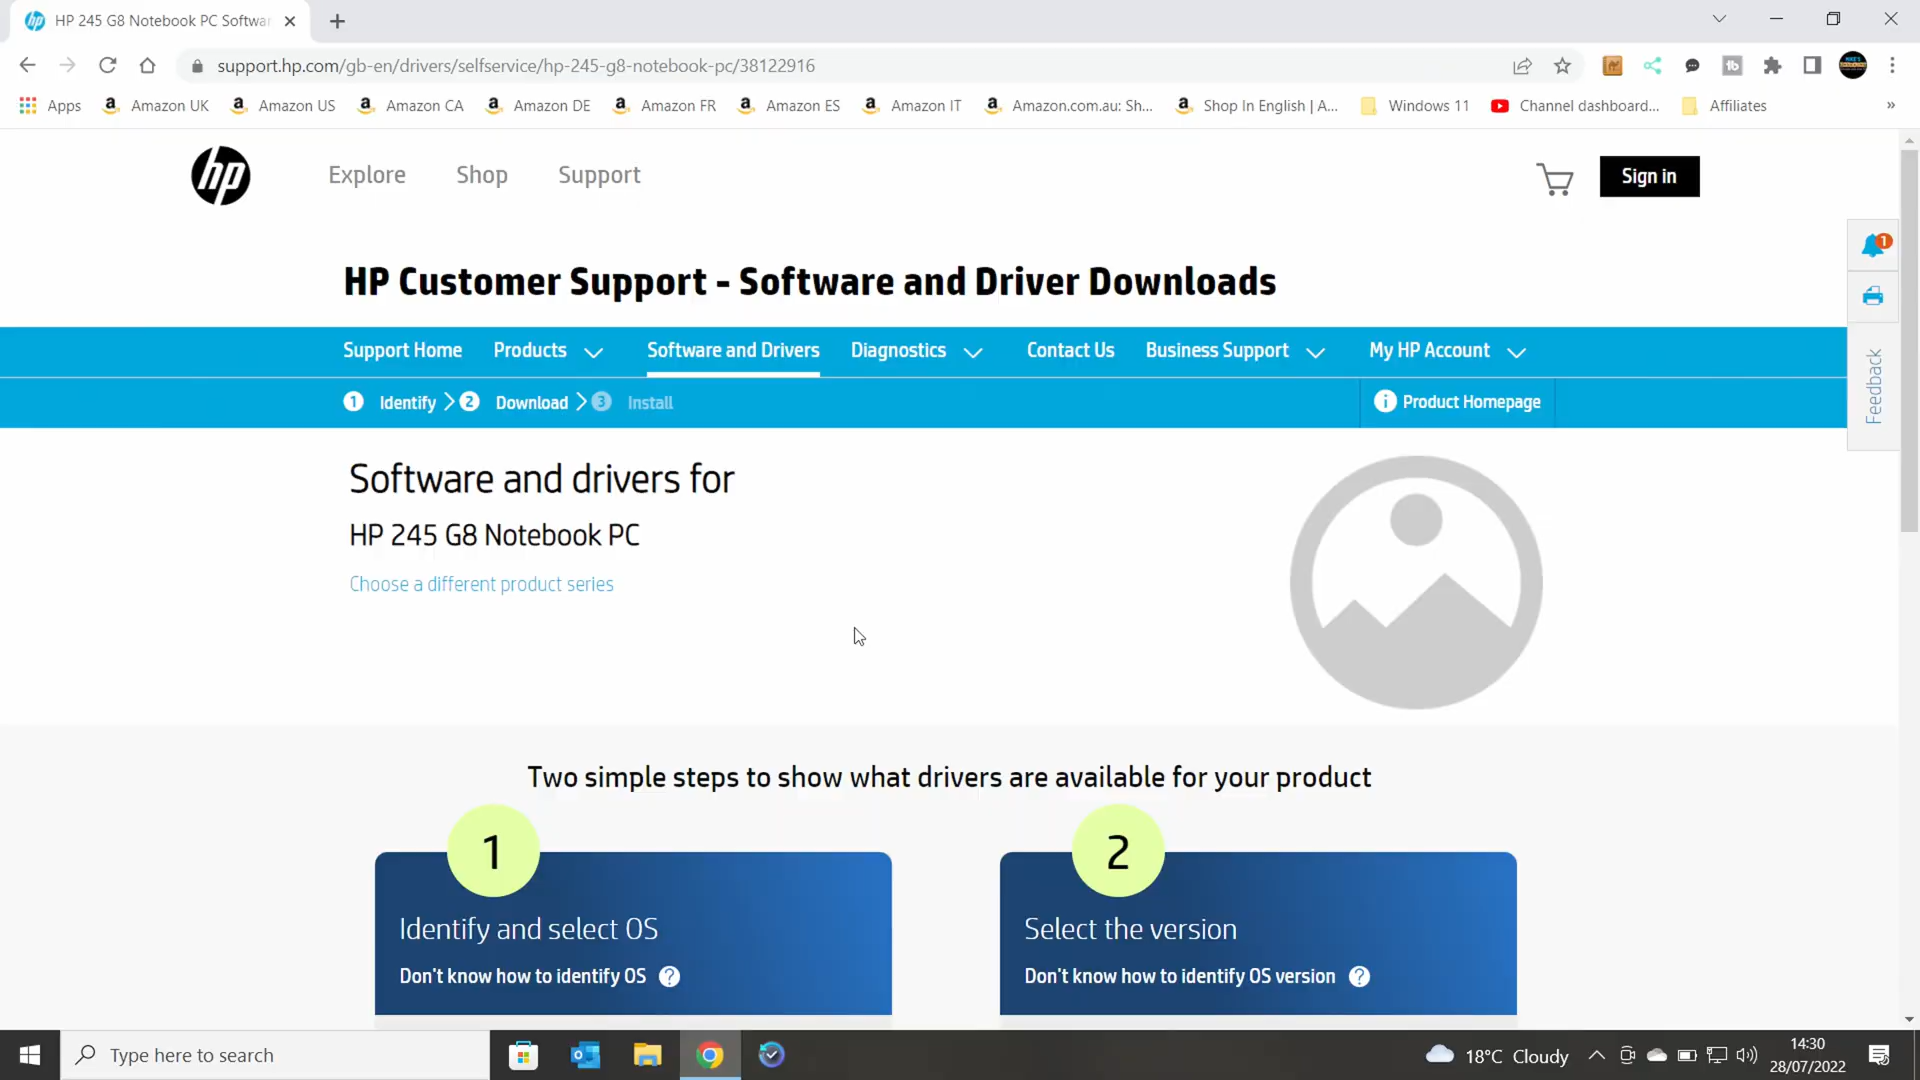 HP 245 G8 Notebook PC Softwar
support.hp.com/gb-en/drivers/selfservice/hp-245-g8-notebook-pc/38122916
Apps
Amazon UK
Amazon US
Amazon CA
Amazon DE
Amazon FR
Amazon ES
Amazon IT
Amazon.com.au: Sh...
Shop In English | A...
Windows 11
Channel dashboard...
Affiliates
»
hp
Explore
Shop
Support
Sign in
1
HP Customer Support - Software and Driver Downloads
Support Home
Products
Software and Drivers
Diagnostics
Contact Us
Business Support
My HP Account
Feedback
1 Identify
2 Download
3 Install
Product Homepage
Software and drivers for
HP 245 G8 Notebook PC
Choose a different product series
Two simple steps to show what drivers are available for your product
1
Identify and select OS
Don't know how to identify OS ?
2
Select the version
Don't know how to identify OS version ?
Type here to search
18°C Cloudy
14:30
28/07/2022